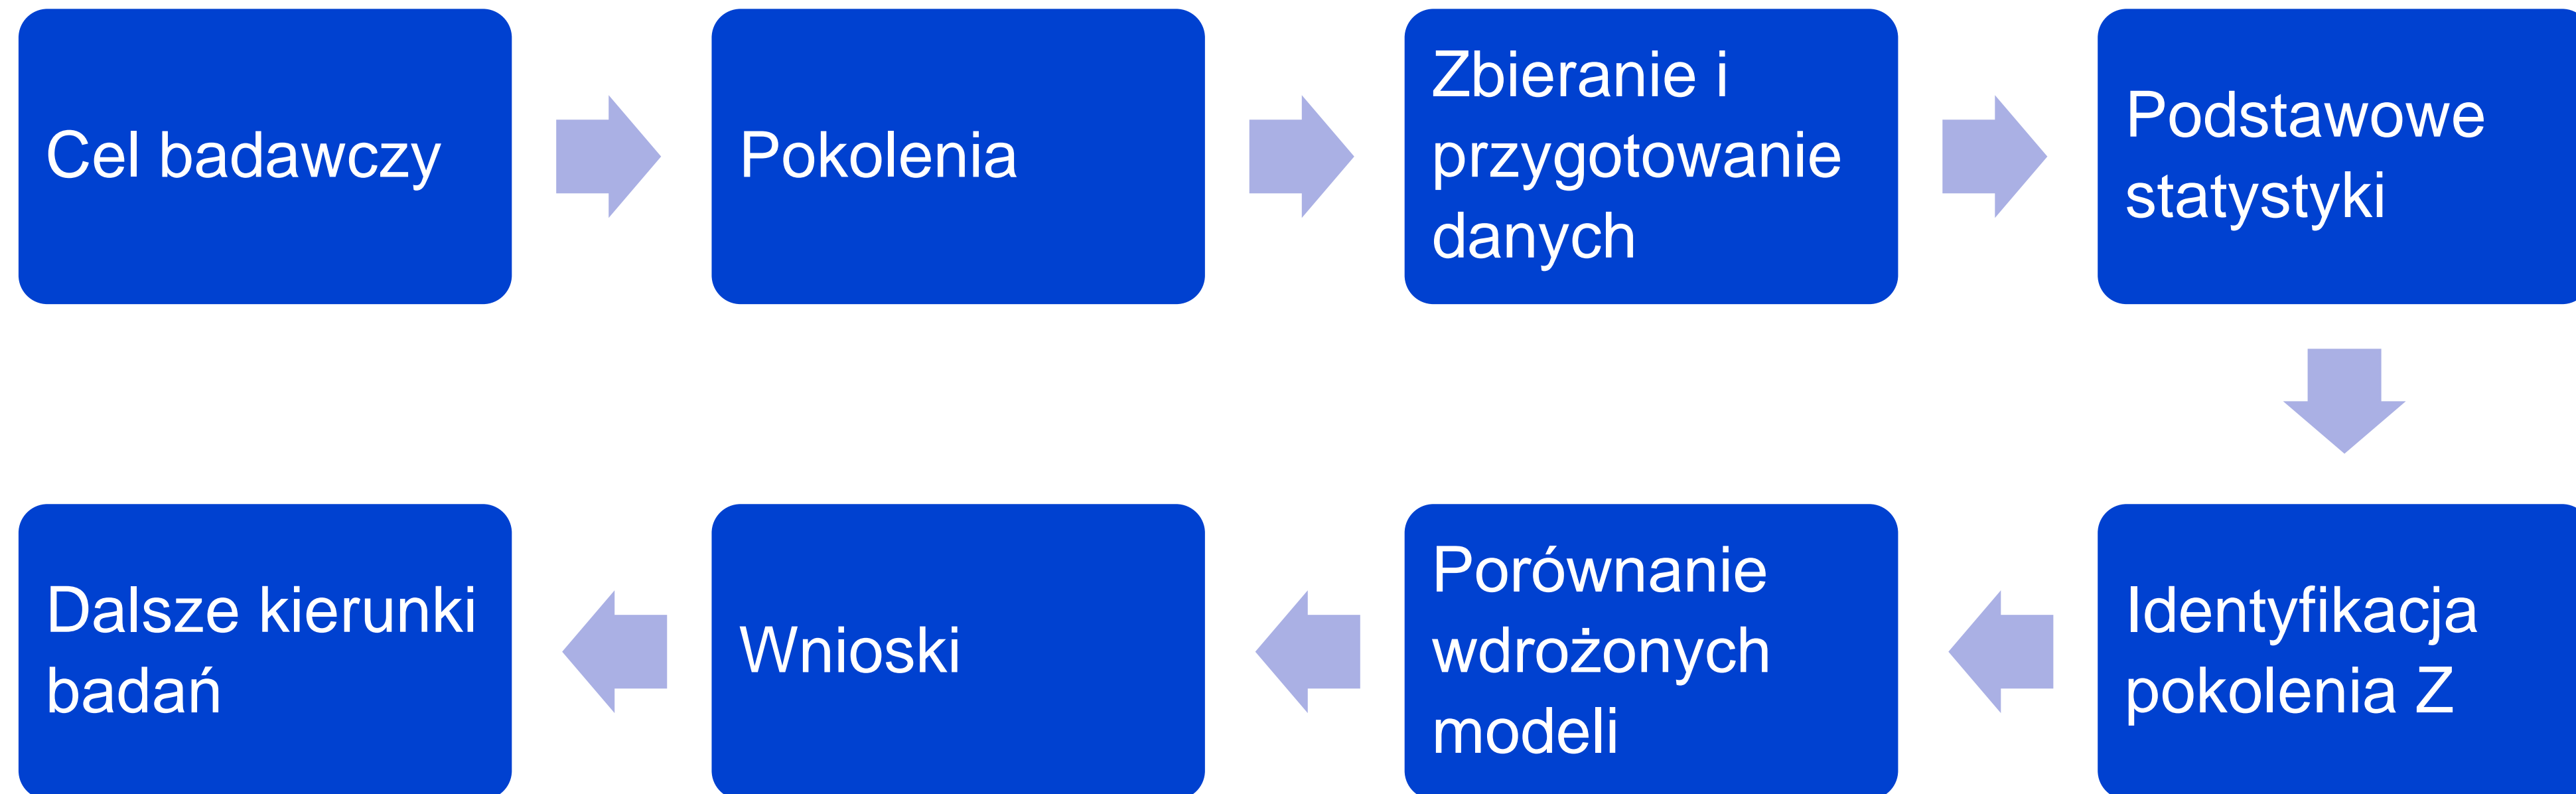 Cel badawczy
Pokolenia
Zbieranie i
przygotowanie
danych
Podstawowe
statystyki
Identyfikacja
pokolenia Z
Porównanie
wdrożonych
modeli
Wnioski
Dalsze kierunki
badań